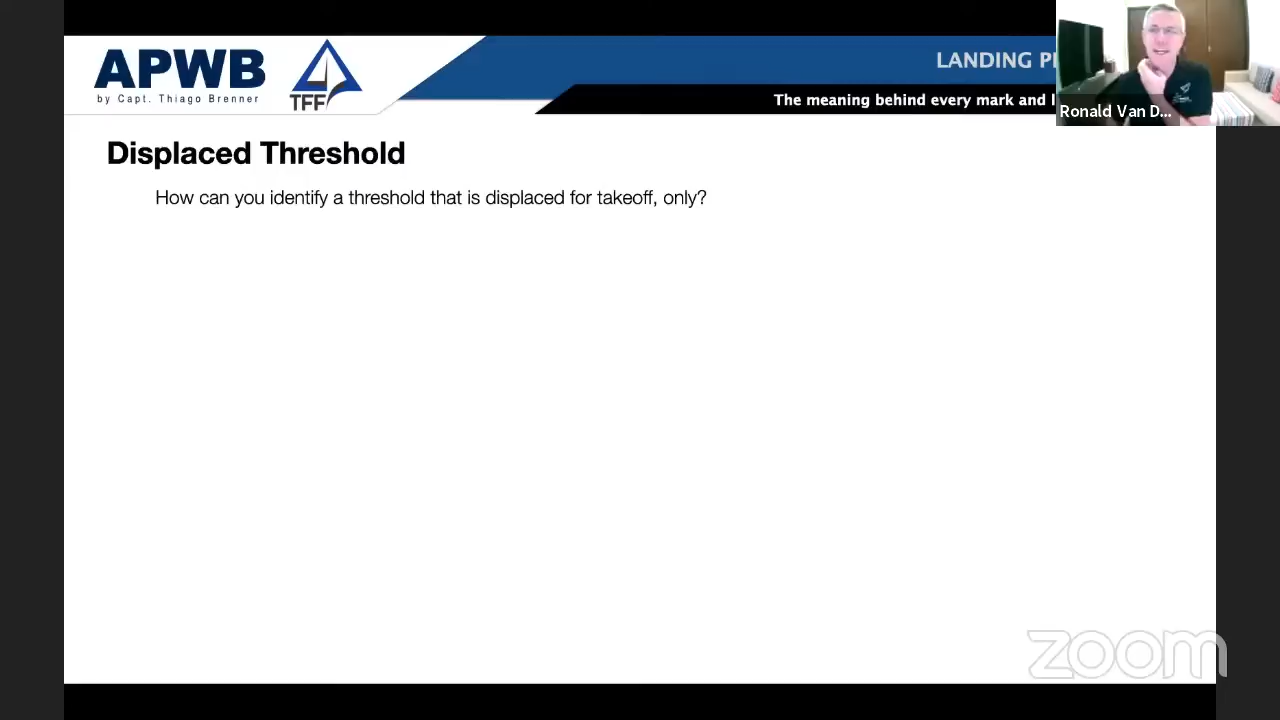 APWB
by Capt. Thiago Brenner
TFF
LANDING
The meaning behind every mark and
Ronald Van D...
Displaced Threshold
How can you identify a threshold that is displaced for takeoff, only?
zoom